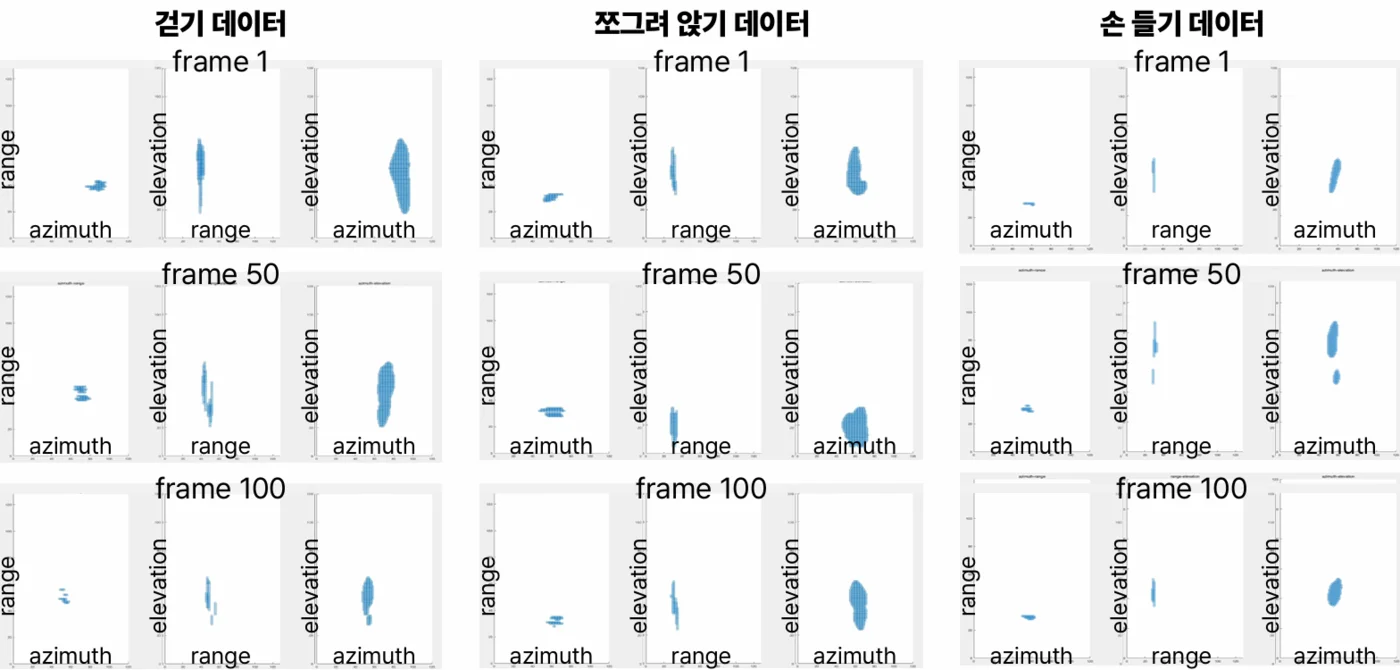 걷기 데이터
쪼그려 앉기 데이터
손 들기 데이터
frame 1
frame 1
frame 1
range
elevation
elevation
range
elevation
elevation
range
elevation
elevation
azimuth
range
azimuth
azimuth
range
azimuth
azimuth
range
azimuth
frame 50
frame 50
frame 50
range
elevation
elevation
range
elevation
elevation
range
elevation
elevation
azimuth
range
azimuth
azimuth
range
azimuth
azimuth
range
azimuth
frame 100
frame 100
frame 100
range
elevation
elevation
range
elevation
elevation
range
elevation
elevation
azimuth
range
azimuth
azimuth
range
azimuth
azimuth
range
azimuth